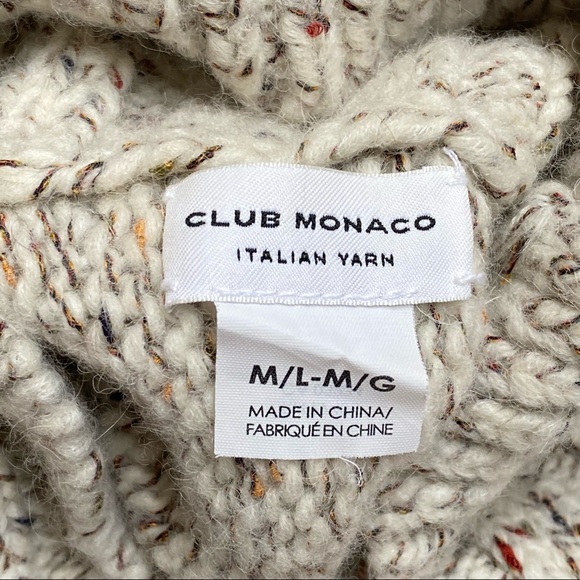 CLUB MONACO
ITALIAN YARN
M/L-M/G
MADE IN CHINA/
FABRIQUÉ EN CHINE